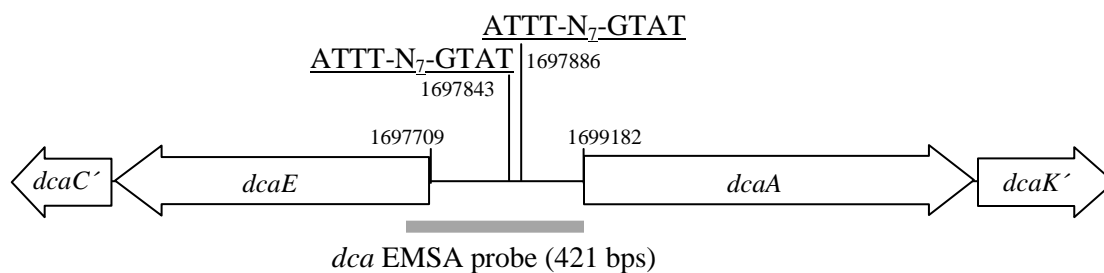 ATTT-N₇-GTAT
ATTT-N₇-GTAT
1697886
1697843
1697709
1699182
dcaC´
dcaE
dcaA
dcaK´
dca EMSA probe (421 bps)